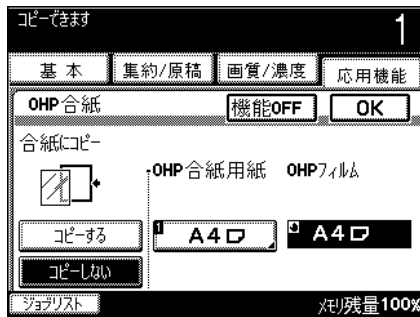 コピーできます
1
基本 集約/原稿 画質/濃度 応用機能
OHP合紙 機能OFF OK
合紙にコピー
OHP合紙用紙 OHPフィルム
コピーする 1 A4 A4
コピーしない
ジョブリスト メモリ残量100%